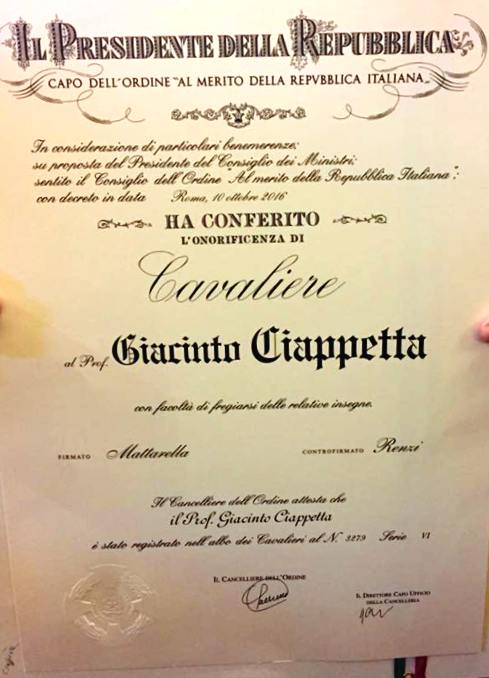 IL PRESIDENTE DELLA REPUBBLICA
CAPO DELL'ORDINE "AL MERITO DELLA REPVBBLICA ITALIANA"
In considerazione di particolari benemerenze;
su proposta del Presidente del Consiglio dei Ministri;
sentito il Consiglio dell'Ordine "Al merito della Repubblica Italiana";
con decreto in data Roma, 10 ottobre 2016
HA CONFERITO
L'ONORIFICENZA DI
Cavaliere
al Prof. Giacinto Ciappetta
con facoltà di fregiarsi delle relative insegne.
FIRMATO Mattarella CONTROFIRMATO Renzi
Il Cancelliere dell'Ordine attesta che
il Prof. Giacinto Ciappetta
è stato registrato nell'albo dei Cavalieri al N. 3279 Serie VI
IL CANCELLIERE DELL'ORDINE
IL DIRETTORE CAPO UFFICIO
DELLA CANCELLERIA